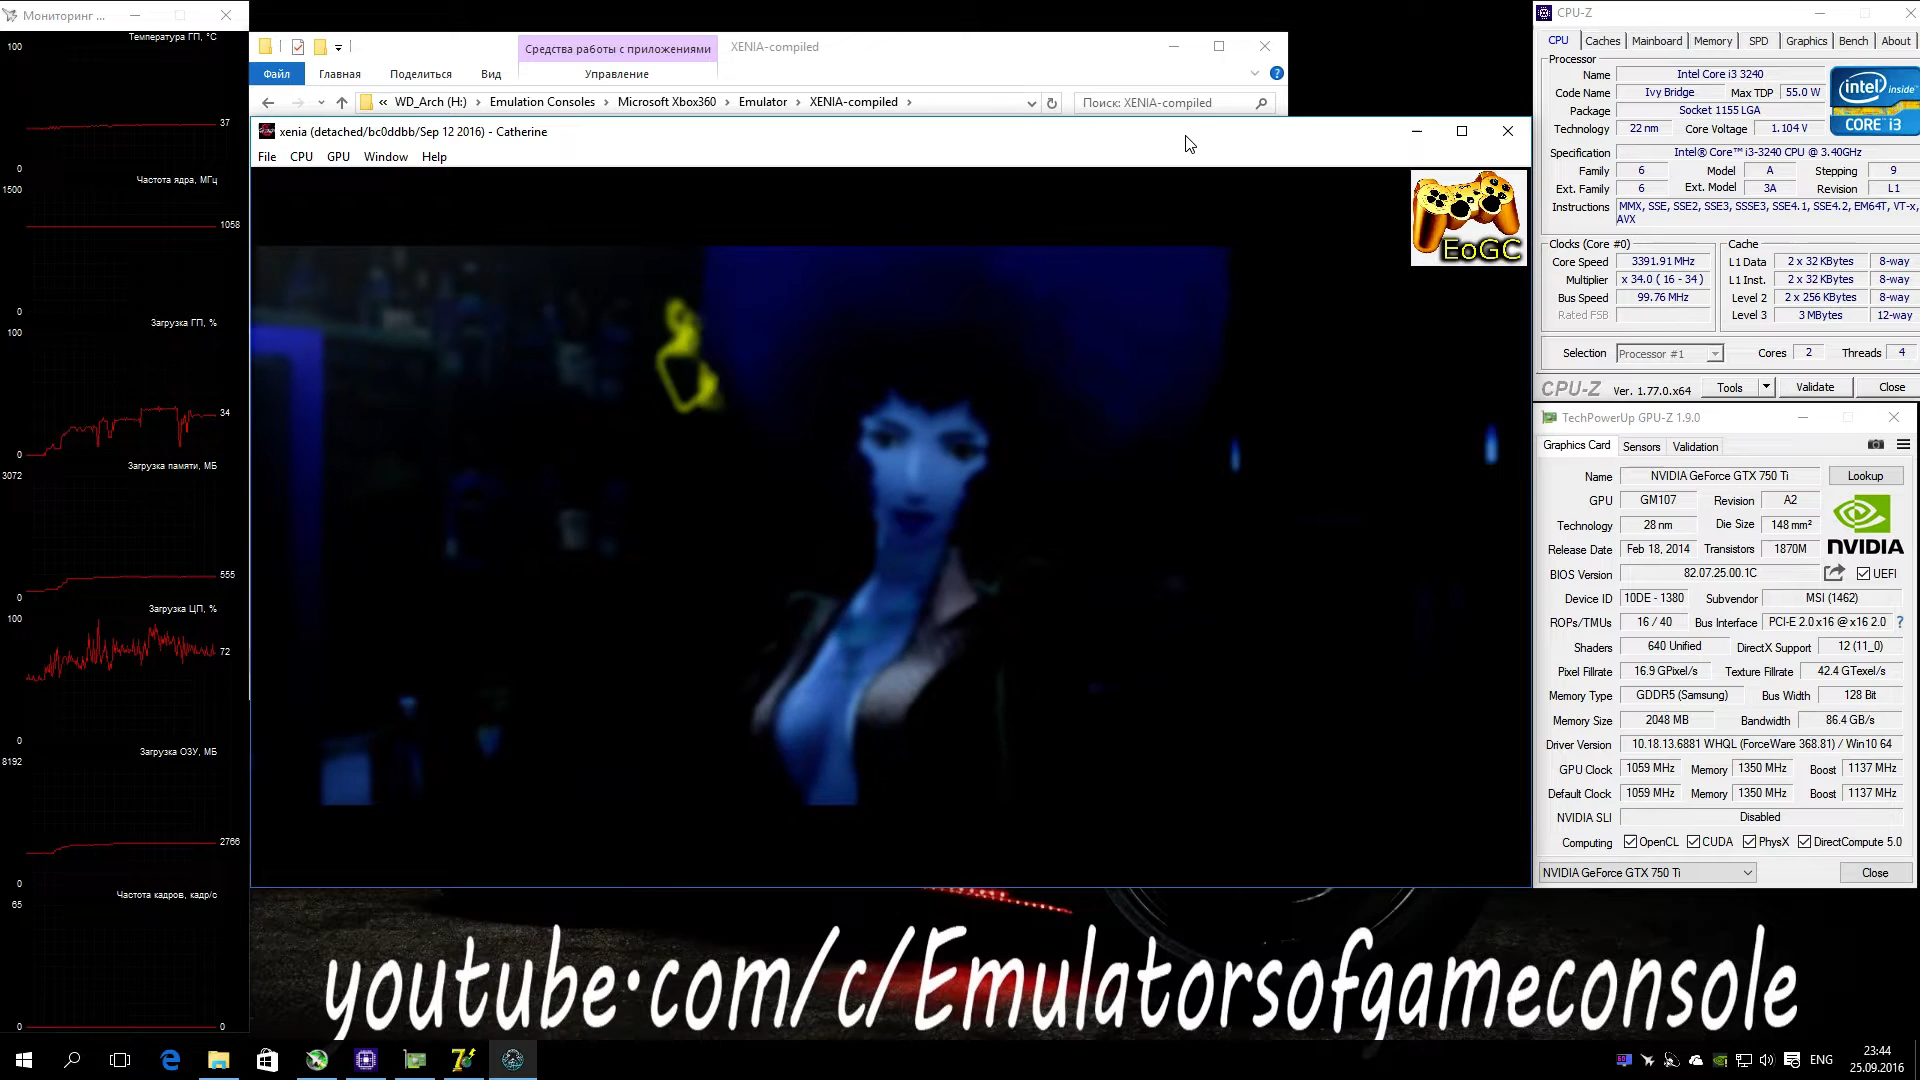 Мониторинг ...
Температура ГП, °C
100
37
0
Частота ядра, МГц
1500
1058
0
Загрузка ГП, %
100
34
0
Загрузка памяти, МБ
3072
555
0
Загрузка ЦП, %
100
72
0
Загрузка ОЗУ, МБ
8192
2766
0
Частота кадров, кадр/с
65
0
0
Средства работы с приложениями
XENIA-compiled
Файл
Главная
Поделиться
Вид
Управление
« WD_Arch (H:) > Emulation Consoles > Microsoft Xbox360 > Emulator > XENIA-compiled >
Поиск: XENIA-compiled
xenia (detached/bc0ddbb/Sep 12 2016) - Catherine
File CPU GPU Window Help
EoGC
CPU-Z
CPU Caches Mainboard Memory SPD Graphics Bench About
Processor
Name Intel Core i3 3240
Code Name Ivy Bridge Max TDP 55.0 W
Package Socket 1155 LGA
Technology 22 nm Core Voltage 1.104 V
intel inside
CORE i3
Specification Intel® Core™ i3-3240 CPU @ 3.40GHz
Family 6 Model A Stepping 9
Ext. Family 6 Ext. Model 3A Revision L1
Instructions MMX, SSE, SSE2, SSE3, SSSE3, SSE4.1, SSE4.2, EM64T, VT-x,
AVX
Clocks (Core #0)
Core Speed 3391.91 MHz
Multiplier x 34.0 ( 16 - 34 )
Bus Speed 99.76 MHz
Rated FSB
Cache
L1 Data 2 x 32 KBytes 8-way
L1 Inst. 2 x 32 KBytes 8-way
Level 2 2 x 256 KBytes 8-way
Level 3 3 MBytes 12-way
Selection Processor #1 Cores 2 Threads 4
CPU-Z Ver. 1.77.0.x64 Tools Validate Close
TechPowerUp GPU-Z 1.9.0
Graphics Card Sensors Validation
Name NVIDIA GeForce GTX 750 Ti Lookup
GPU GM107 Revision A2
Technology 28 nm Die Size 148 mm²
Release Date Feb 18, 2014 Transistors 1870M
NVIDIA
BIOS Version 82.07.25.00.1C UEFI
Device ID 10DE - 1380 Subvendor MSI (1462)
ROPs/TMUs 16 / 40 Bus Interface PCI-E 2.0 x16 @ x16 2.0 ?
Shaders 640 Unified DirectX Support 12 (11_0)
Pixel Fillrate 16.9 GPixel/s Texture Fillrate 42.4 GTexel/s
Memory Type GDDR5 (Samsung) Bus Width 128 Bit
Memory Size 2048 MB Bandwidth 86.4 GB/s
Driver Version 10.18.13.6881 WHQL (ForceWare 368.81) / Win10 64
GPU Clock 1059 MHz Memory 1350 MHz Boost 1137 MHz
Default Clock 1059 MHz Memory 1350 MHz Boost 1137 MHz
NVIDIA SLI Disabled
Computing OpenCL CUDA PhysX DirectCompute 5.0
NVIDIA GeForce GTX 750 Ti Close
youtube.com/c/Emulatorsofgameconsole
ENG
23:44
25.09.2016